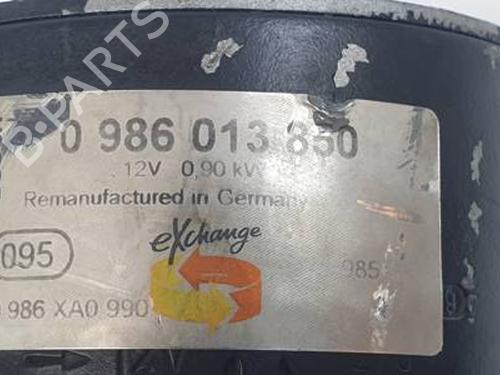 B-PARTS
0 986 013 850
12V 0,90 kW
Remanufactured in Germany
eXchange
095
985
986 XA0 990